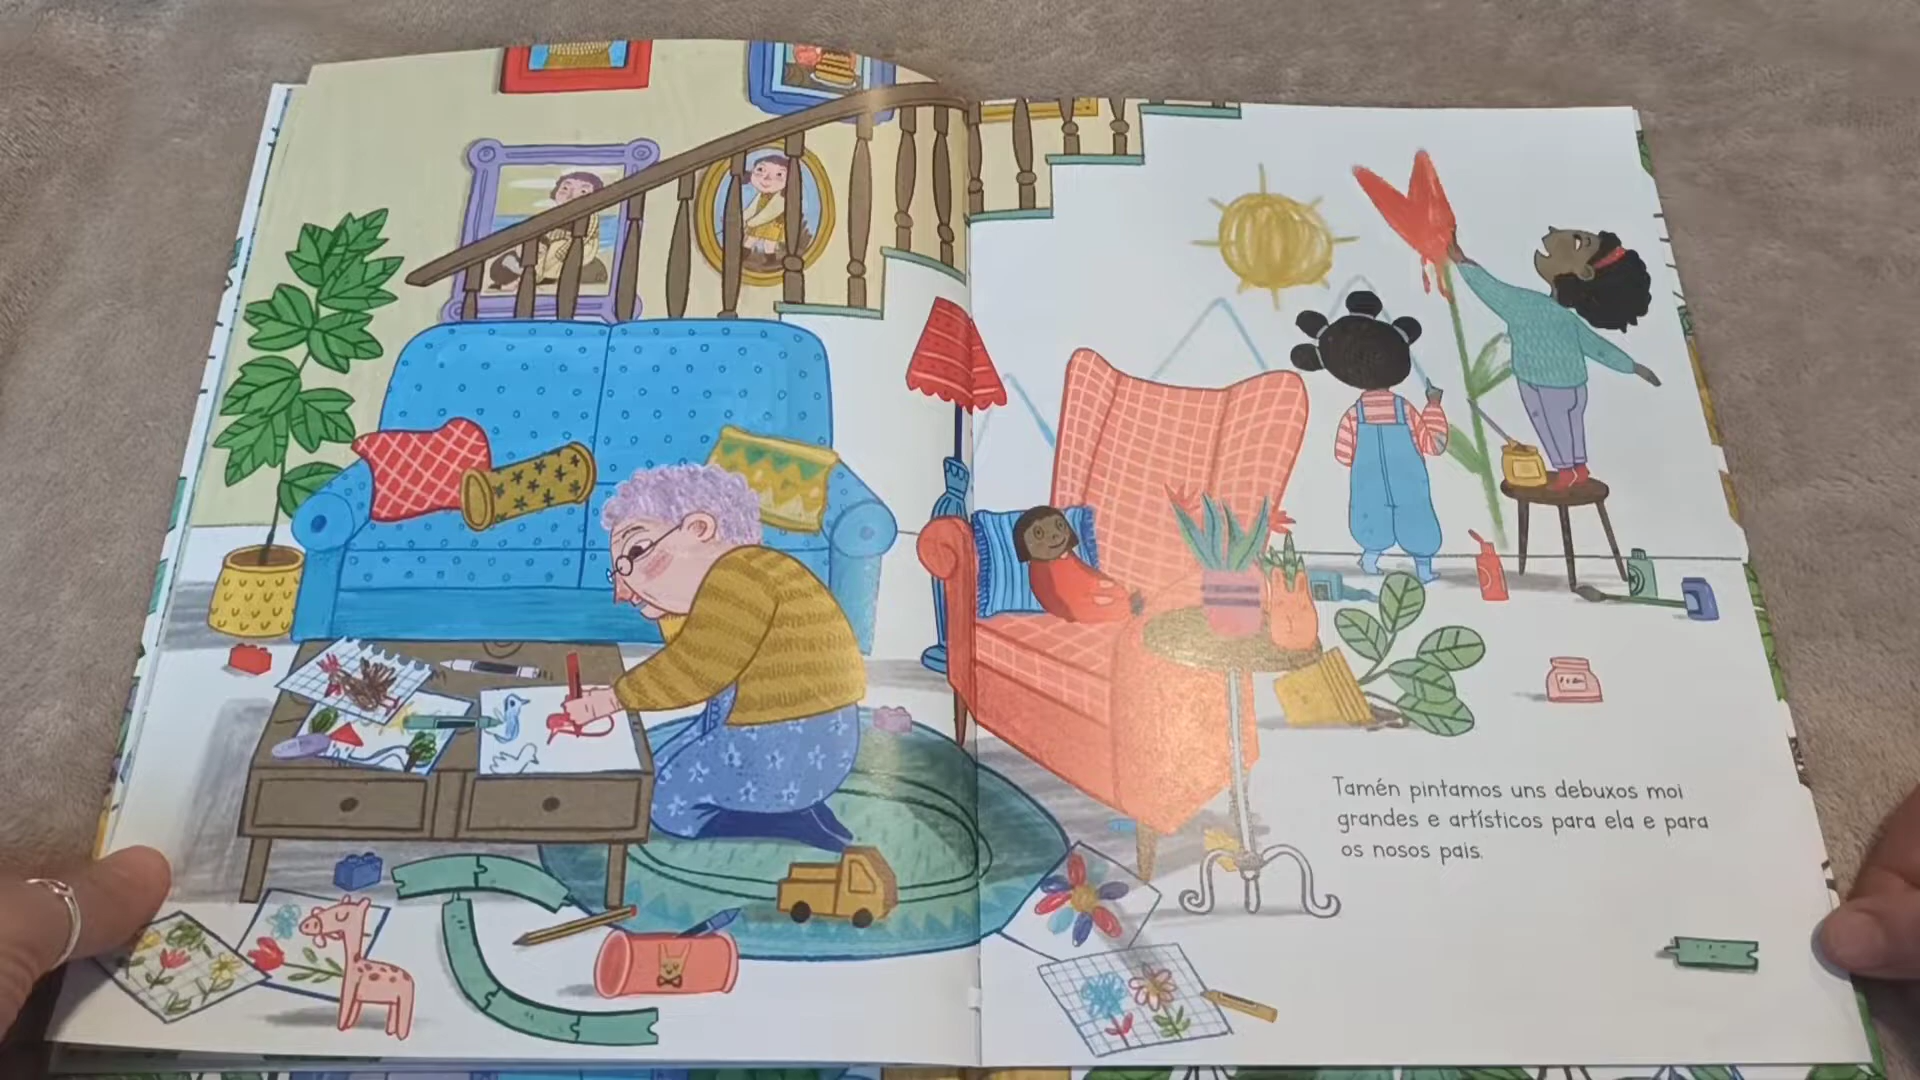 Tamén pintamos uns debuxos moi
grandes e artísticos para ela e para
os nosos pais.